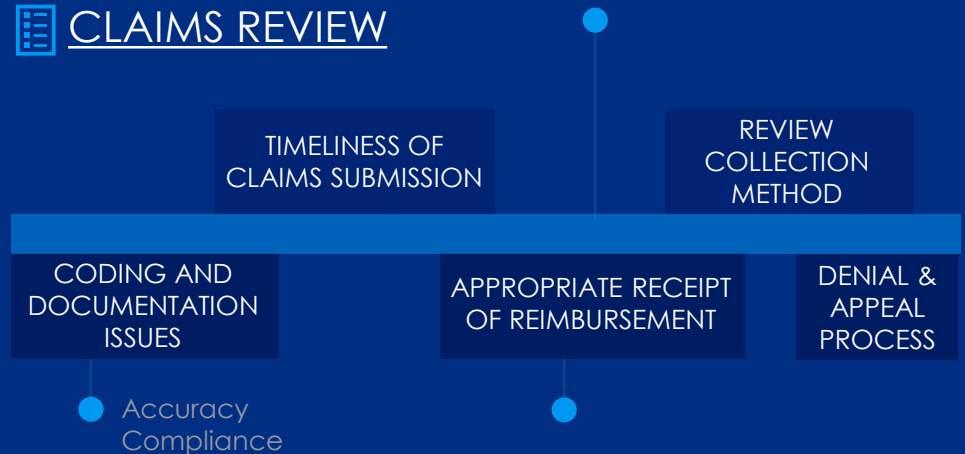 CLAIMS REVIEW
TIMELINESS OF
CLAIMS SUBMISSION
REVIEW
COLLECTION
METHOD
CODING AND
DOCUMENTATION
ISSUES
APPROPRIATE RECEIPT
OF REIMBURSEMENT
DENIAL &
APPEAL
PROCESS
Accuracy
Compliance